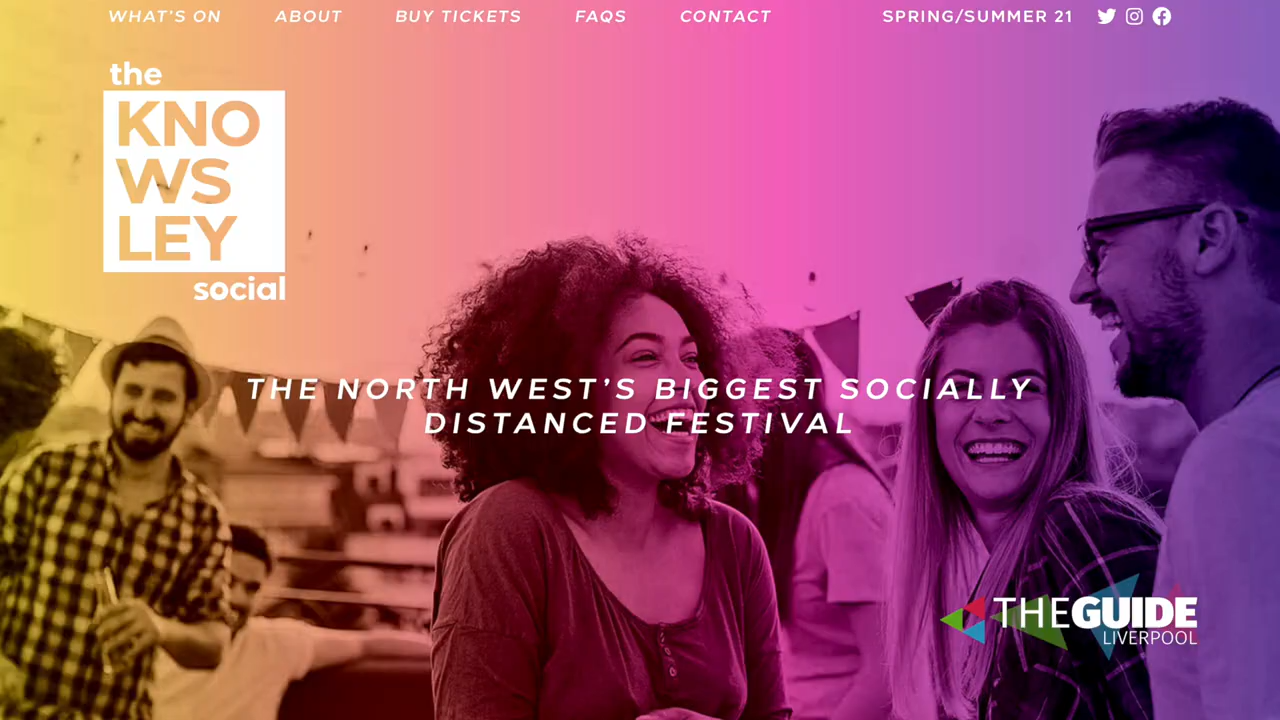 WHAT'S ON ABOUT BUY TICKETS FAQS CONTACT SPRING/SUMMER 21
the
KNO
WS
LEY
social
THE NORTH WEST'S BIGGEST SOCIALLY
DISTANCED FESTIVAL
THEGUIDE
LIVERPOOL